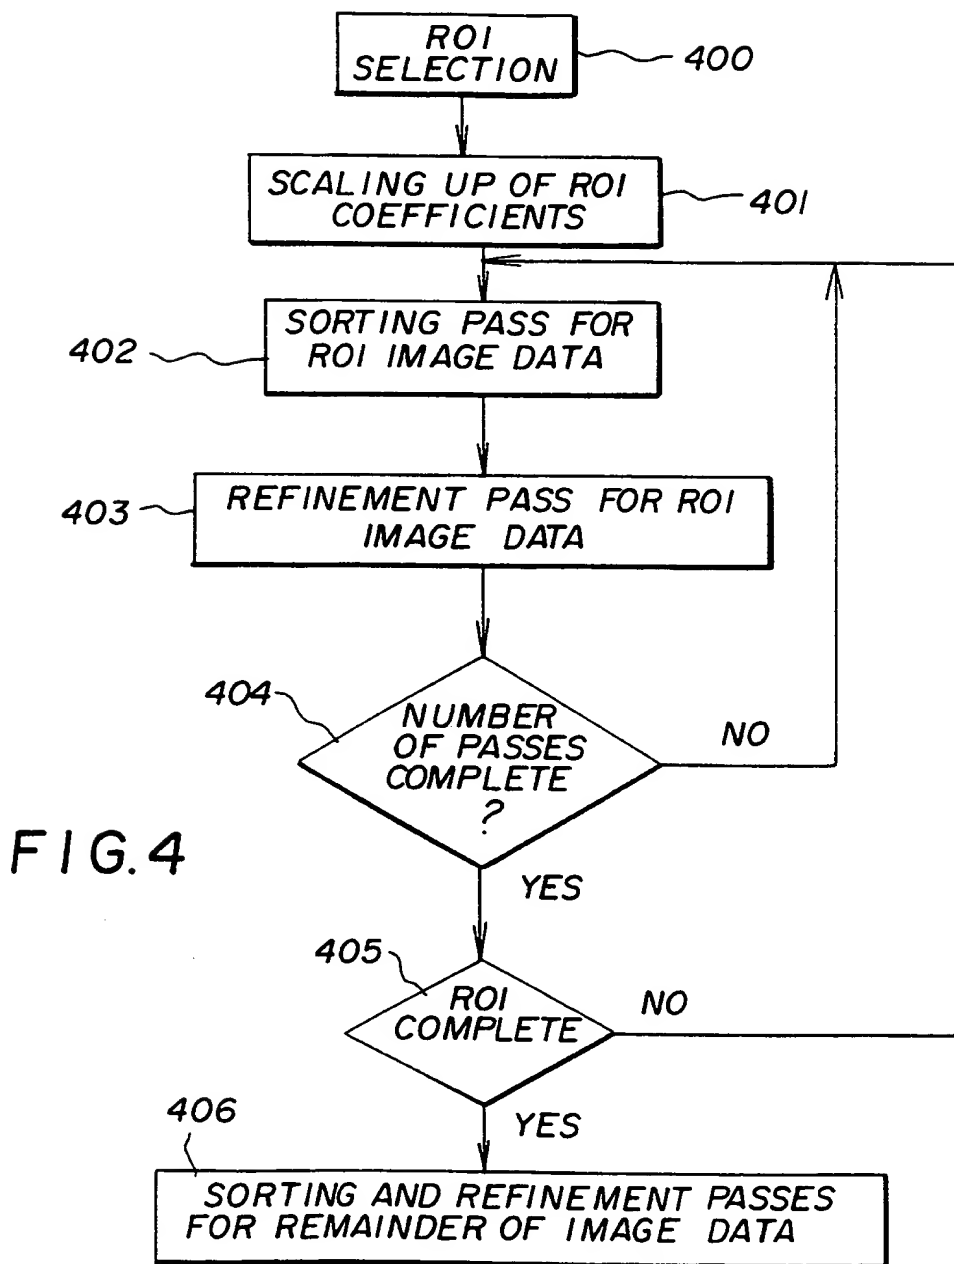 ROI
SELECTION
400
SCALING UP OF ROI
COEFFICIENTS
401
SORTING PASS FOR
ROI IMAGE DATA
402
REFINEMENT PASS FOR ROI
IMAGE DATA
403
404
NUMBER
OF PASSES
COMPLETE
?
NO
FIG.4
YES
405
ROI
COMPLETE
NO
YES
406
SORTING AND REFINEMENT PASSES
FOR REMAINDER OF IMAGE DATA